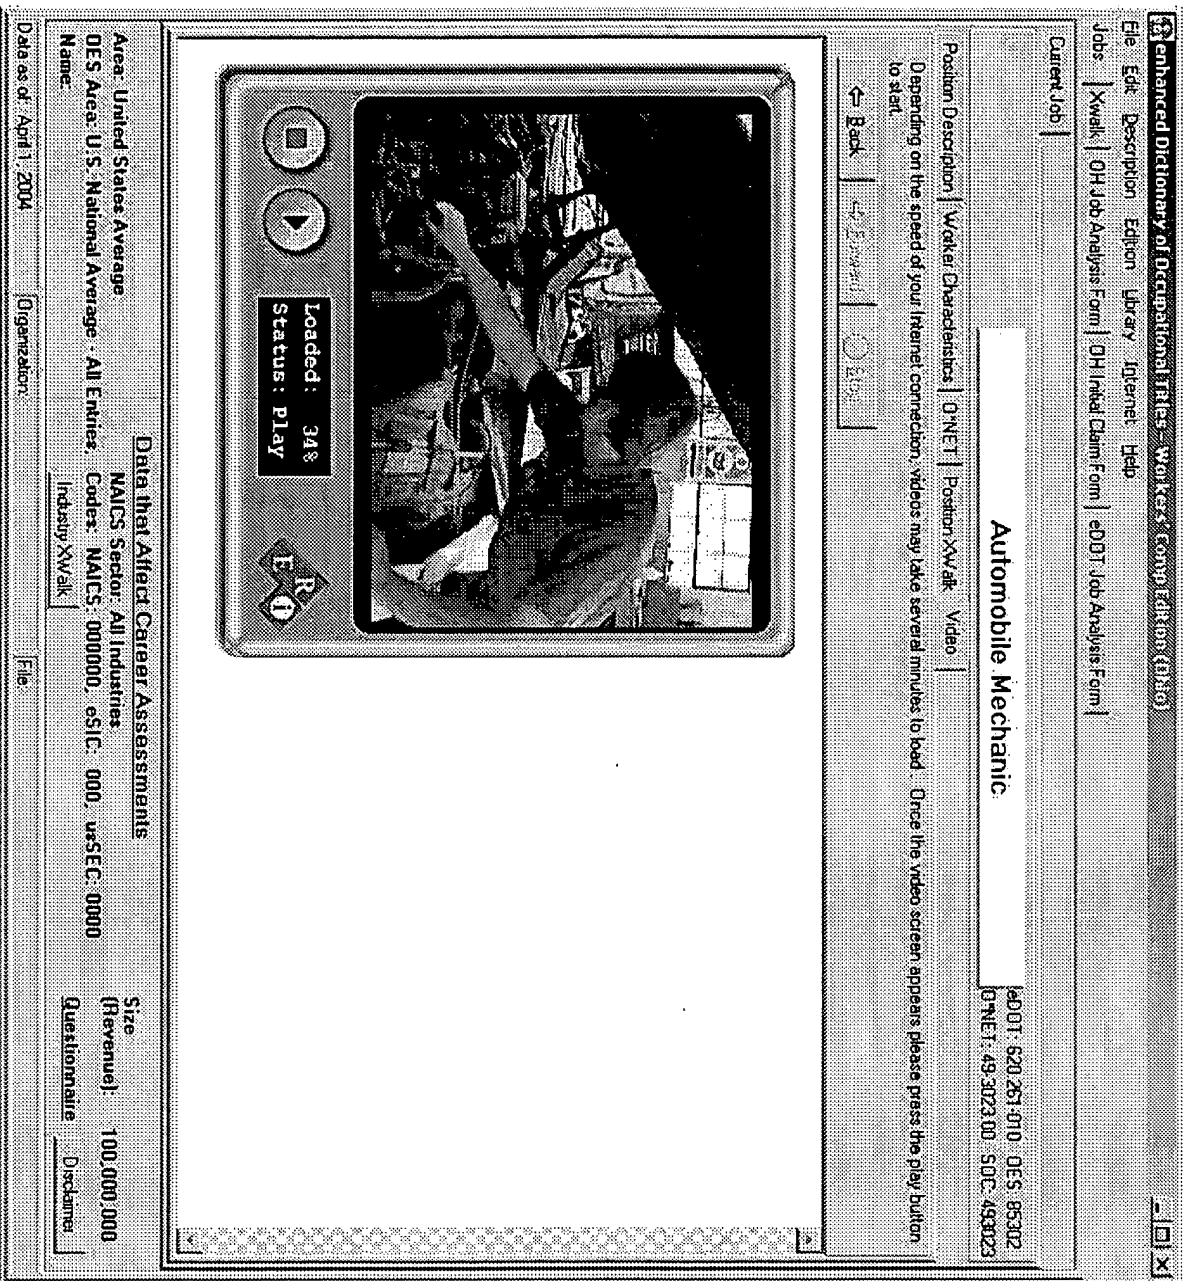 enhanced Dictionary of Occupational Titles - Workers' Comp Edition (USD)
File Edit Description Edition Library Internet Help
Jobs Xwalk OH Job Analysis Form OH Initial Claim Form eDOT Job Analysis Form
Current Job
Automobile Mechanic
eDOT: 620.261-010 OES 85302
O*NET: 49-3023.00 SOC: 493023
Position Description Worker Characteristics O*NET Position XWalk Video
Depending on the speed of your Internet connection, videos may take several minutes to load. Once the video screen appears please press the play button
to start.
Back Forward Stop
Loaded: 34%
Status: Play
E R i
Data that Affect Career Assessments
Area: United States Average
NAICS Sector: All Industries
Size
(Revenue): 100,000,000
OES Area: U.S. National Average - All Entries,
Codes: NAICS: 000000, eSIC: 000, usSEC: 0000
Name:
Industry XWalk
Questionnaire
Disclaimer
Data as of April 1, 2004 Organization: File: